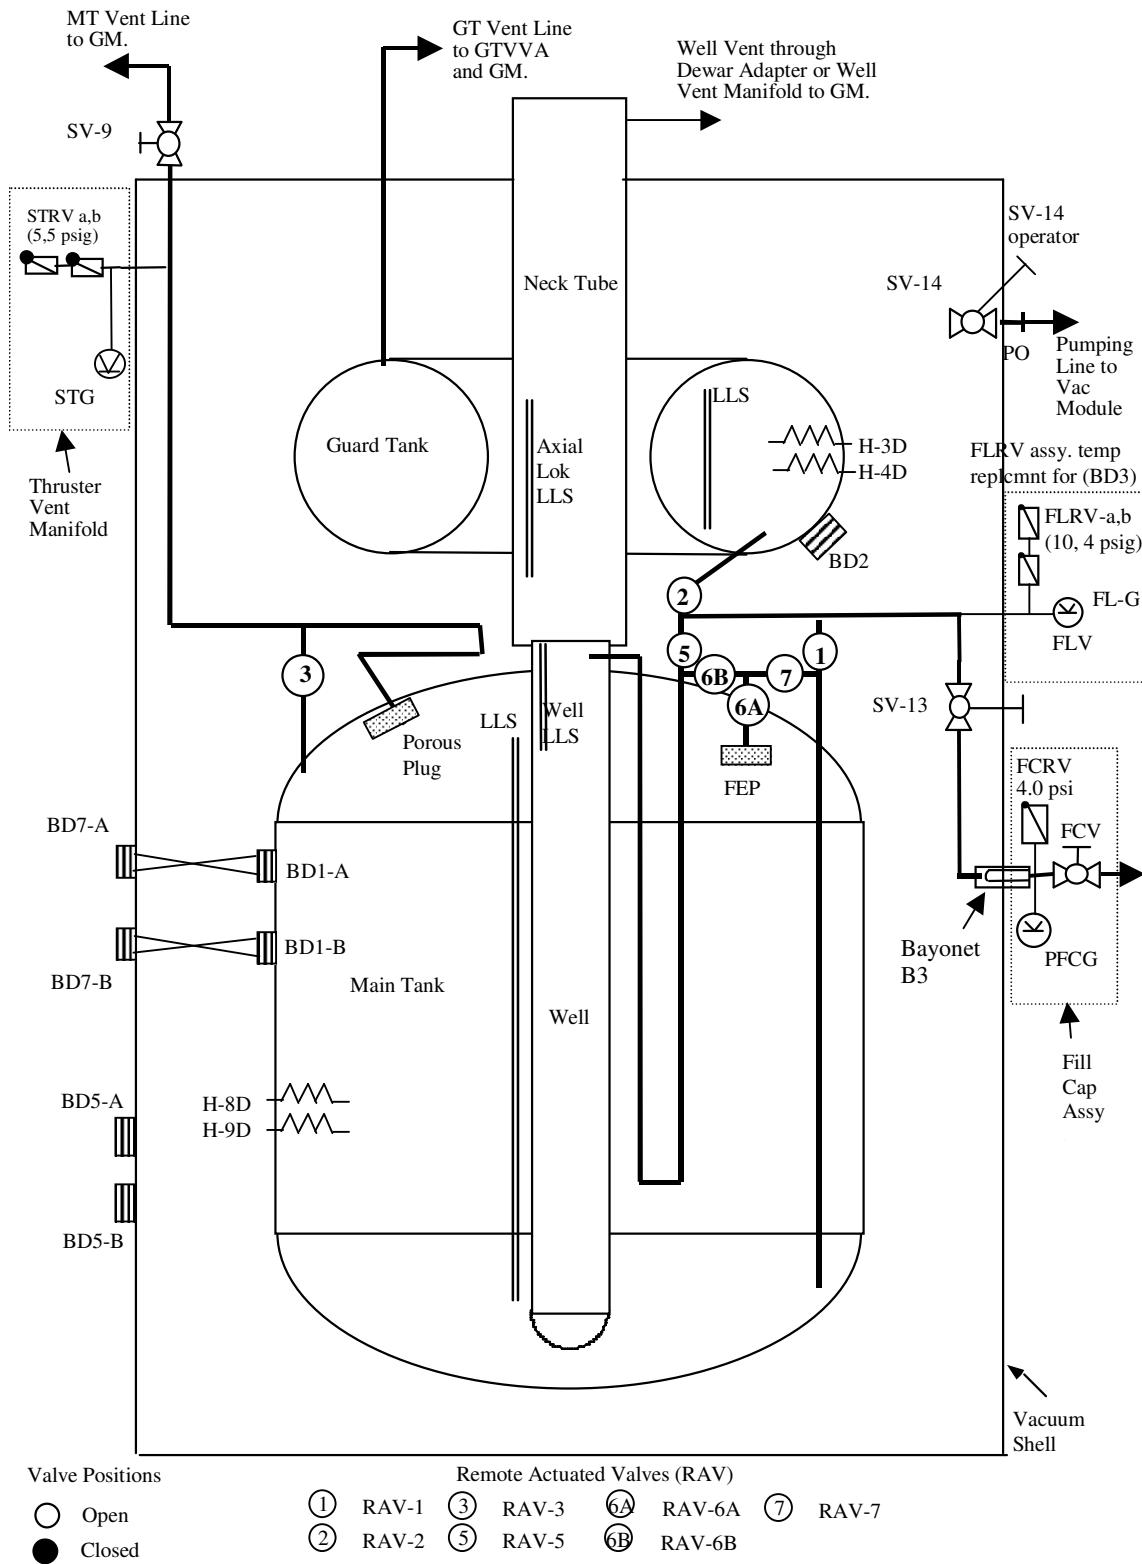 MT Vent Line
to GM.
GT Vent Line
to GTVVA
and GM.
Well Vent through
Dewar Adapter or Well
Vent Manifold to GM.
SV-9
STRV a,b
(5,5 psig)
STG
Thruster
Vent
Manifold
Neck Tube
SV-14
operator
SV-14
PO
Pumping
Line to
Vac
Module
Guard Tank
Axial
Lok
LLS
LLS
H-3D
H-4D
BD2
FLRV assy. temp
replcmnt for (BD3)
FLRV-a,b
(10, 4 psig)
FL-G
FLV
2
5
1
6B
7
6A
3
SV-13
LLS
Well
LLS
Porous
Plug
FEP
FCRV
4.0 psi
FCV
PFCG
Bayonet
B3
Fill
Cap
Assy
BD7-A
BD1-A
BD1-B
BD7-B
Main Tank
Well
BD5-A
H-8D
H-9D
BD5-B
Vacuum
Shell
Valve Positions
Open
Closed
Remote Actuated Valves (RAV)
1 RAV-1 3 RAV-3 6A RAV-6A 7 RAV-7
2 RAV-2 5 RAV-5 6B RAV-6B